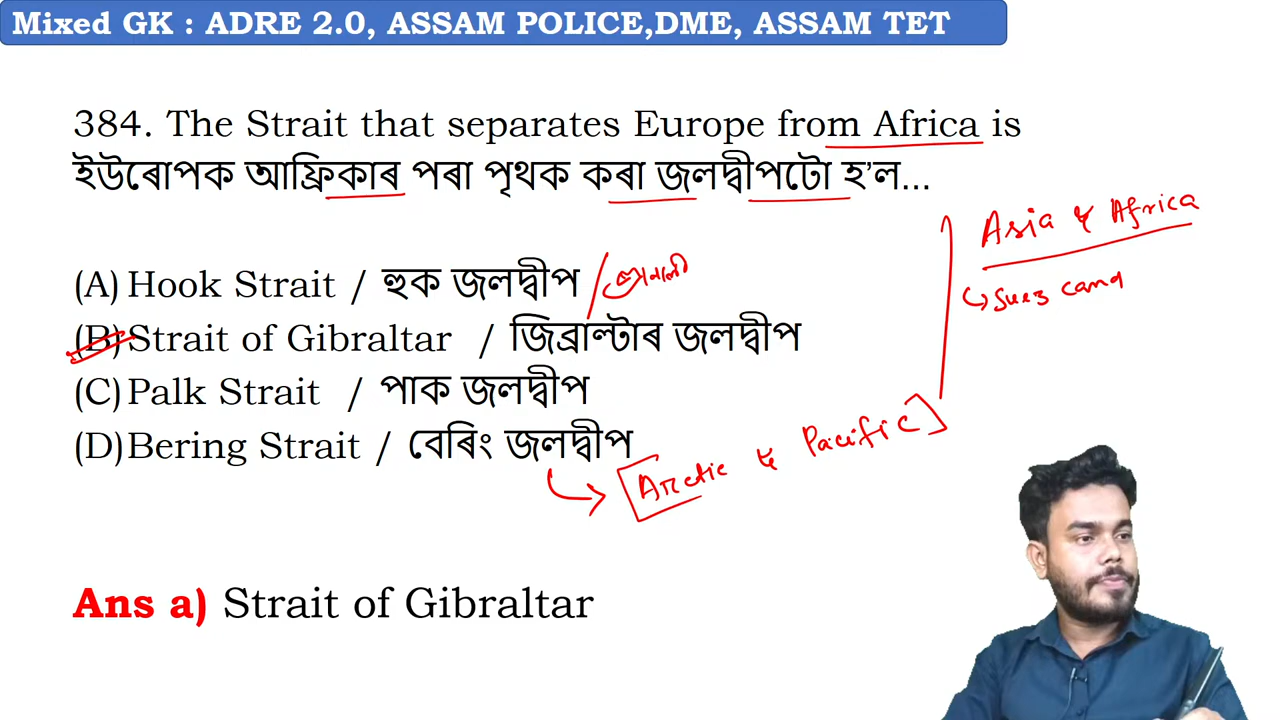 Mixed GK : ADRE 2.0, ASSAM POLICE,DME, ASSAM TET
384. The Strait that separates Europe from Africa is
ইউৰোপক আফ্ৰিকাৰ পৰা পৃথক কৰা জলদ্বীপটো হ'ল...
Asia & Africa
Suez
(A) Hook Strait / হুক জলদ্বীপ /
(B) Strait of Gibraltar / জিব্ৰাল্টাৰ জলদ্বীপ
(C) Palk Strait / পাক জলদ্বীপ
(D) Bering Strait / বেৰিং জলদ্বীপ
Arctic & Pacific
Ans a) Strait of Gibraltar